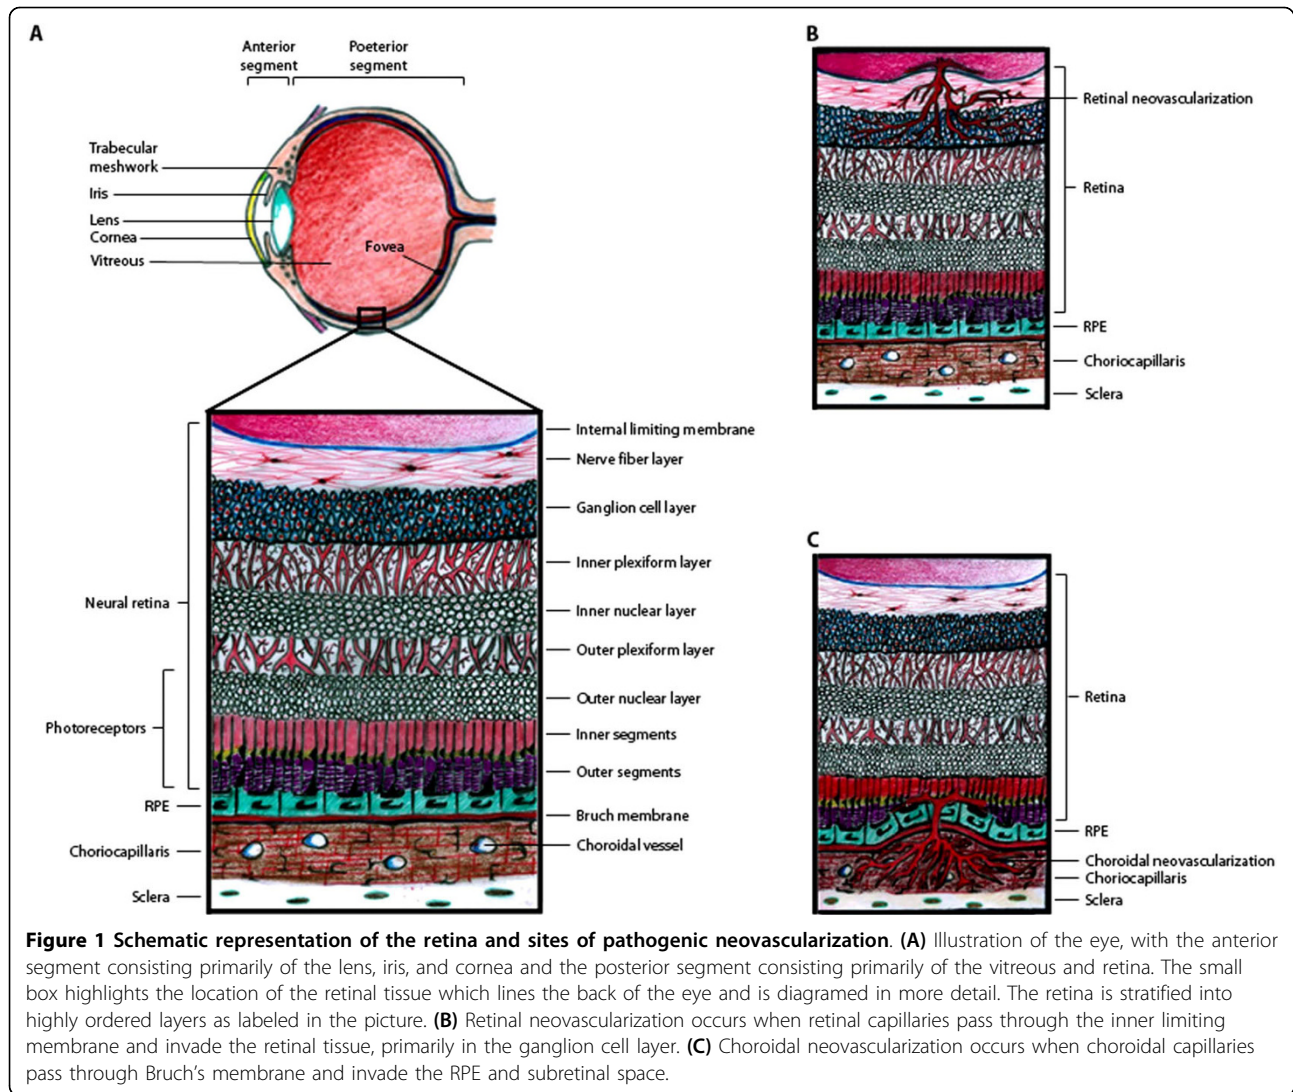 A
Anterior
segment
Poeterior
segment
Trabecular
meshwork
Iris
Lens
Cornea
Vitreous
Fovea
Internal limiting membrane
Nerve fiber layer
Ganglion cell layer
Inner plexiform layer
Neural retina
Inner nuclear layer
Outer plexiform layer
Outer nuclear layer
Photoreceptors
Inner segments
Outer segments
RPE
Bruch membrane
Choriocapillaris
Choroidal vessel
Sclera
B
Retinal neovascularization
Retina
RPE
Choriocapillaris
Sclera
C
Retina
RPE
Choroidal neovascularization
Choriocapillaris
Sclera
Figure 1 Schematic representation of the retina and sites of pathogenic neovascularization. (A) Illustration of the eye, with the anterior
segment consisting primarily of the lens, iris, and cornea and the posterior segment consisting primarily of the vitreous and retina. The small
box highlights the location of the retinal tissue which lines the back of the eye and is diagramed in more detail. The retina is stratified into
highly ordered layers as labeled in the picture. (B) Retinal neovascularization occurs when retinal capillaries pass through the inner limiting
membrane and invade the retinal tissue, primarily in the ganglion cell layer. (C) Choroidal neovascularization occurs when choroidal capillaries
pass through Bruch's membrane and invade the RPE and subretinal space.